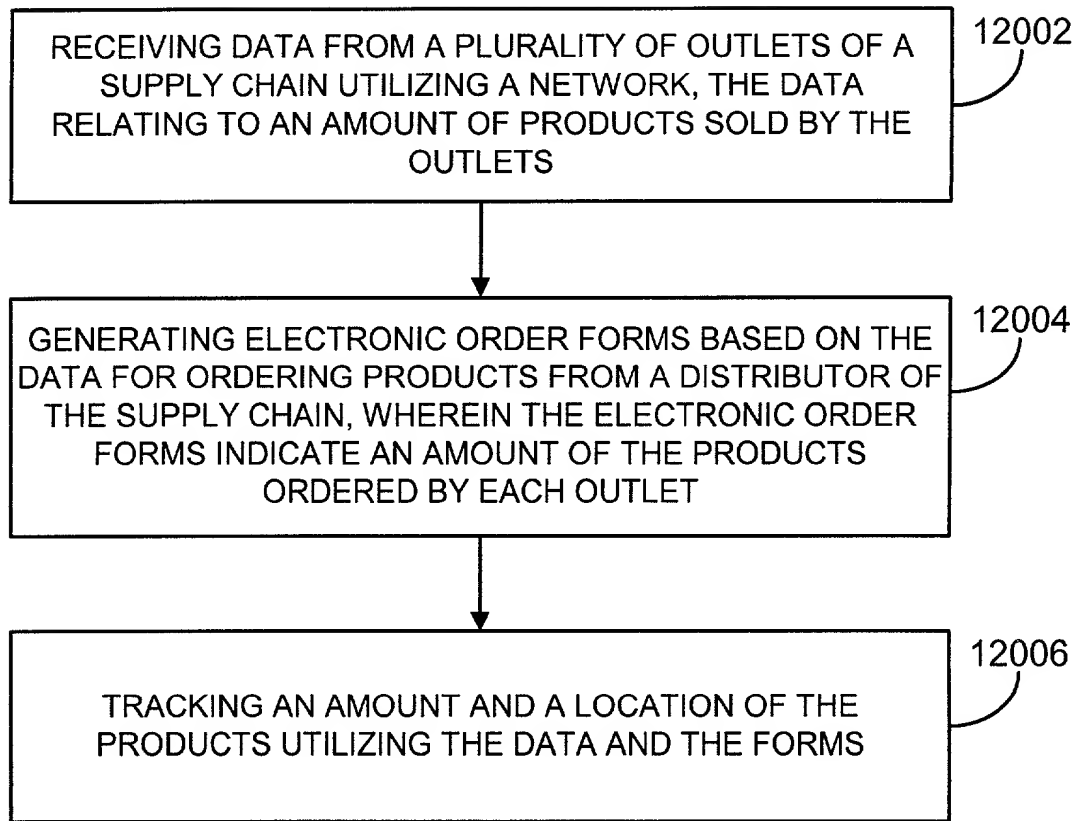 RECEIVING DATA FROM A PLURALITY OF OUTLETS OF A
SUPPLY CHAIN UTILIZING A NETWORK, THE DATA
RELATING TO AN AMOUNT OF PRODUCTS SOLD BY THE
OUTLETS
12002
GENERATING ELECTRONIC ORDER FORMS BASED ON THE
DATA FOR ORDERING PRODUCTS FROM A DISTRIBUTOR OF
THE SUPPLY CHAIN, WHEREIN THE ELECTRONIC ORDER
FORMS INDICATE AN AMOUNT OF THE PRODUCTS
ORDERED BY EACH OUTLET
12004
TRACKING AN AMOUNT AND A LOCATION OF THE
PRODUCTS UTILIZING THE DATA AND THE FORMS
12006